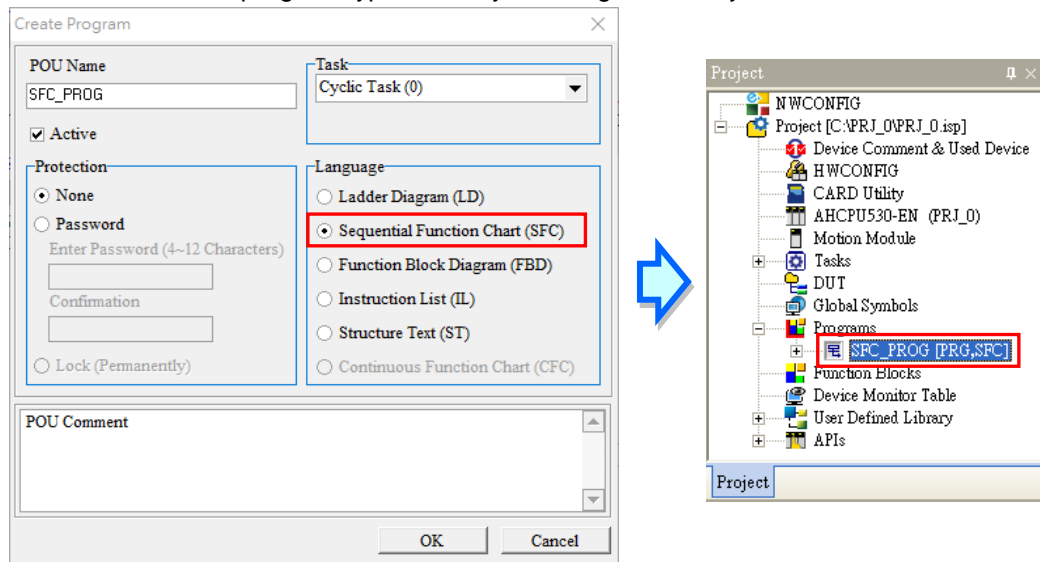 Create Program
POU Name
SFC_PROG
Active
Task
Cyclic Task (0)
Protection
None
Password
Enter Password (4~12 Characters)
Confirmation
Lock (Permanently)
Language
Ladder Diagram (LD)
Sequential Function Chart (SFC)
Function Block Diagram (FBD)
Instruction List (IL)
Structure Text (ST)
Continuous Function Chart (CFC)
POU Comment
OK
Cancel
Project
NWCONFIG
Project [C:\PRJ_0\PRJ_0.isp]
Device Comment & Used Device
HWCONFIG
CARD Utility
AHCPU530-EN (PRJ_0)
Motion Module
Tasks
DUT
Global Symbols
Programs
SFC_PROG [PRG,SFC]
Function Blocks
Device Monitor Table
User Defined Library
APIs
Project